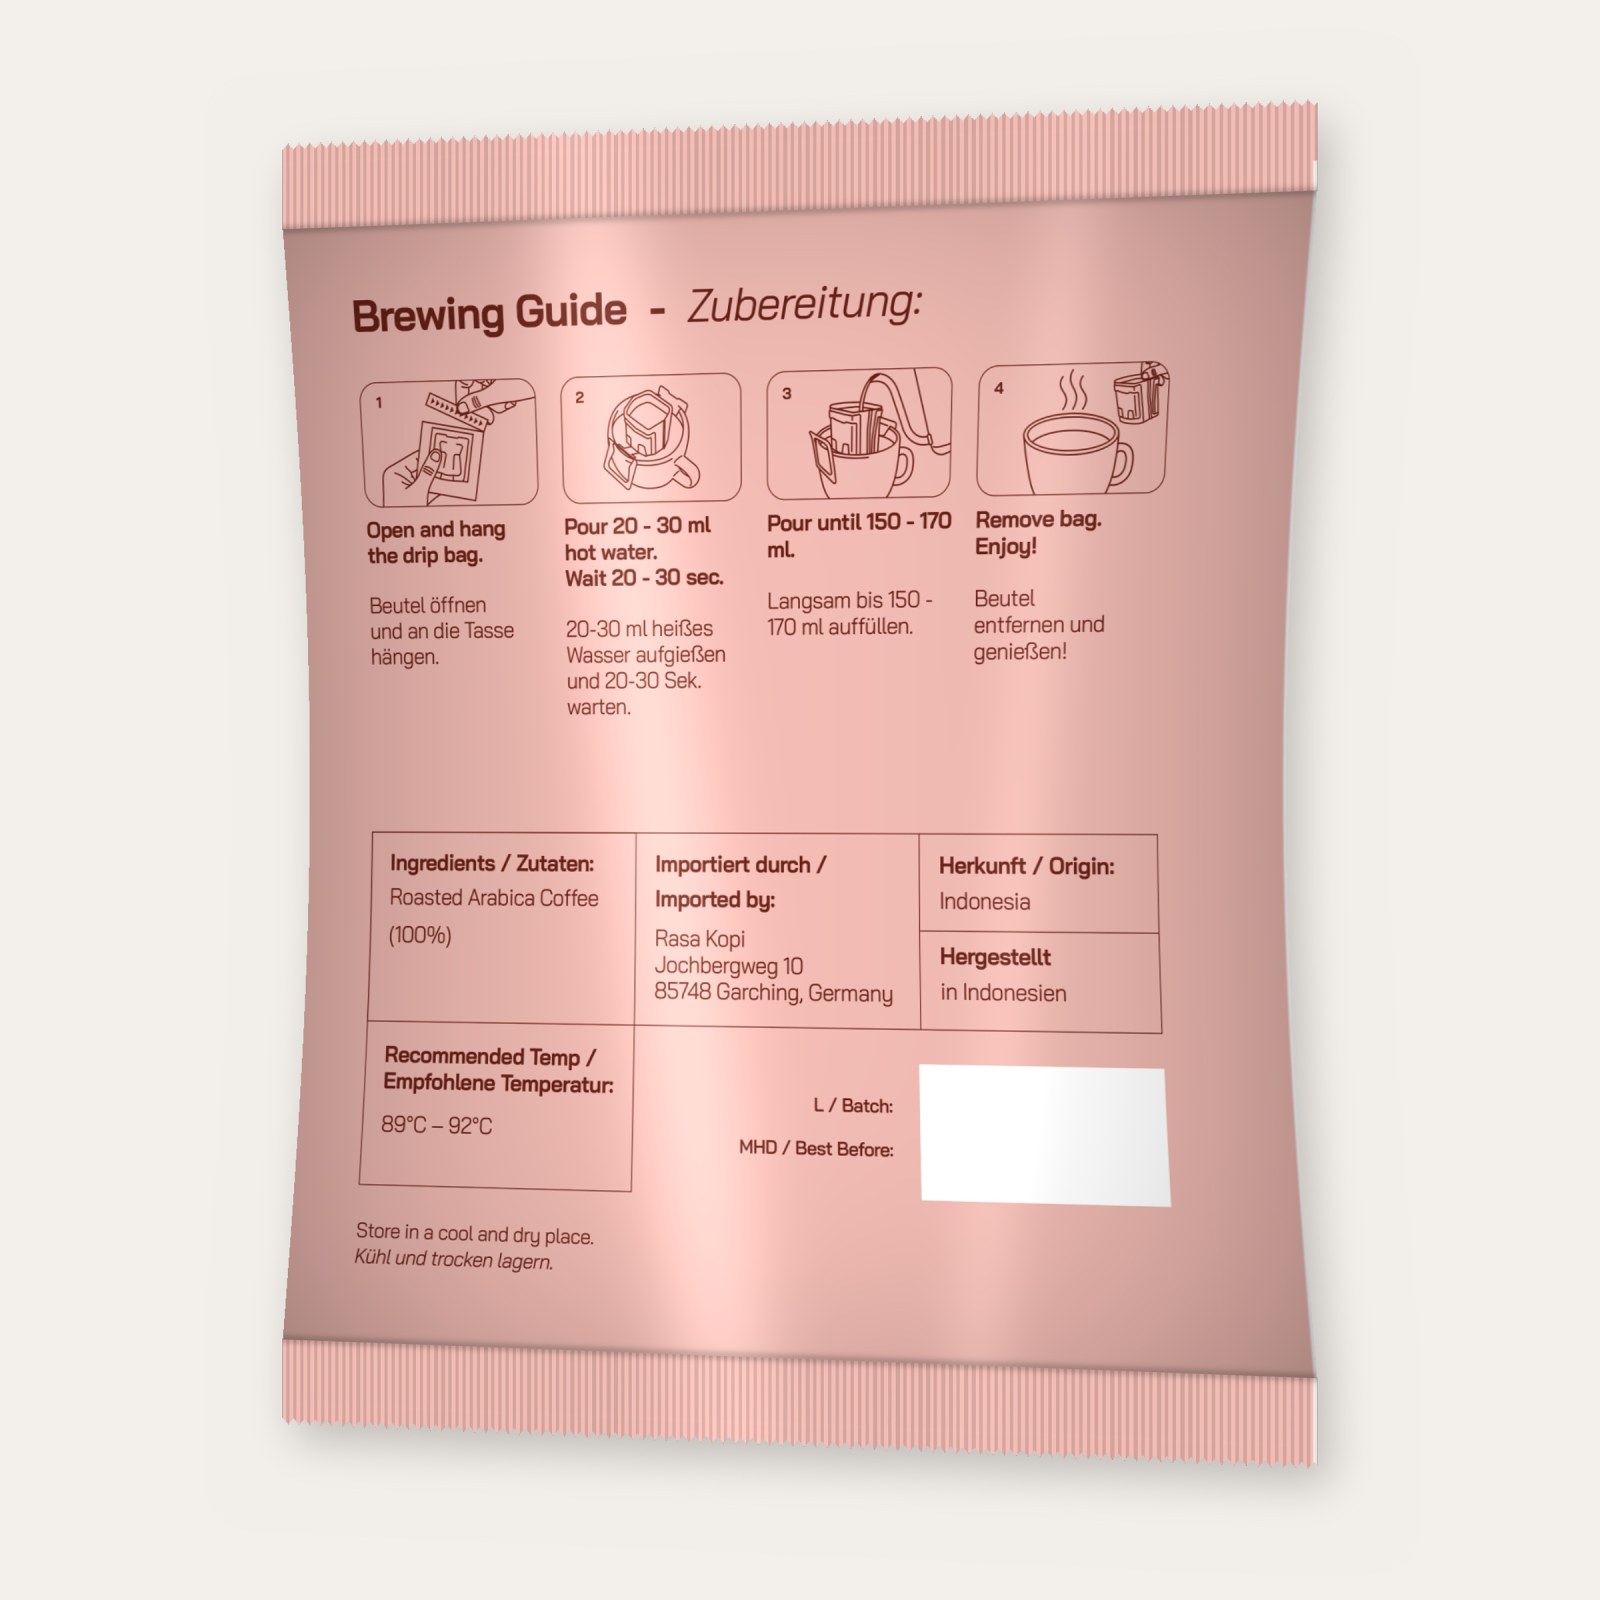 Brewing Guide - Zubereitung:
1
Open and hang
the drip bag.
Beutel öffnen
und an die Tasse
hängen.
2
Pour 20 - 30 ml
hot water.
Wait 20 - 30 sec.
20-30 ml heißes
Wasser aufgießen
und 20-30 Sek.
warten.
3
Pour until 150 - 170
ml.
Langsam bis 150 -
170 ml auffüllen.
4
Remove bag.
Enjoy!
Beutel
entfernen und
genießen!
Ingredients / Zutaten:
Roasted Arabica Coffee
(100%)
Importiert durch /
Imported by:
Rasa Kopi
Jochbergweg 10
85748 Garching, Germany
Herkunft / Origin:
Indonesia
Hergestellt
in Indonesien
Recommended Temp /
Empfohlene Temperatur:
89°C – 92°C
L / Batch:
MHD / Best Before:
Store in a cool and dry place.
Kühl und trocken lagern.